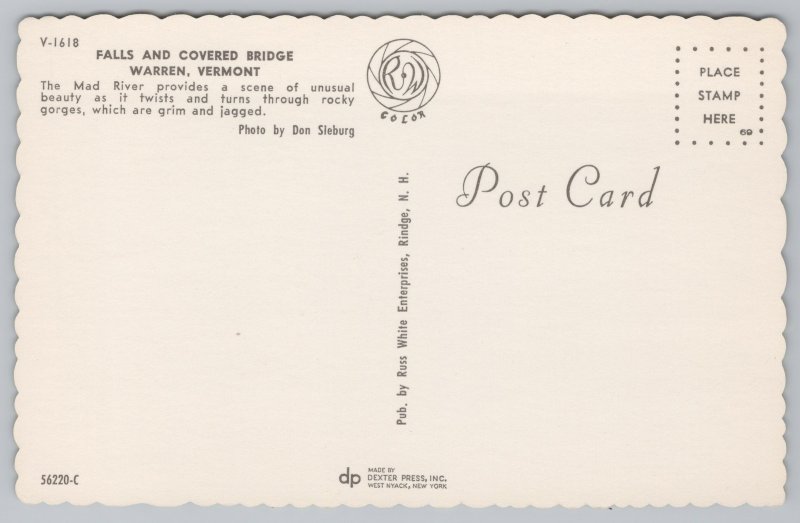 V-1618
FALLS AND COVERED BRIDGE
WARREN, VERMONT
The Mad River provides a scene of unusual
beauty as it twists and turns through rocky
gorges, which are grim and jagged.
Photo by Don Sieburg
R W
COLOR
PLACE
STAMP
HERE
69
Post Card
Pub. by Russ White Enterprises, Rindge, N. H.
56220-C
dp
MADE BY
DEXTER PRESS, INC.
WEST NYACK, NEW YORK